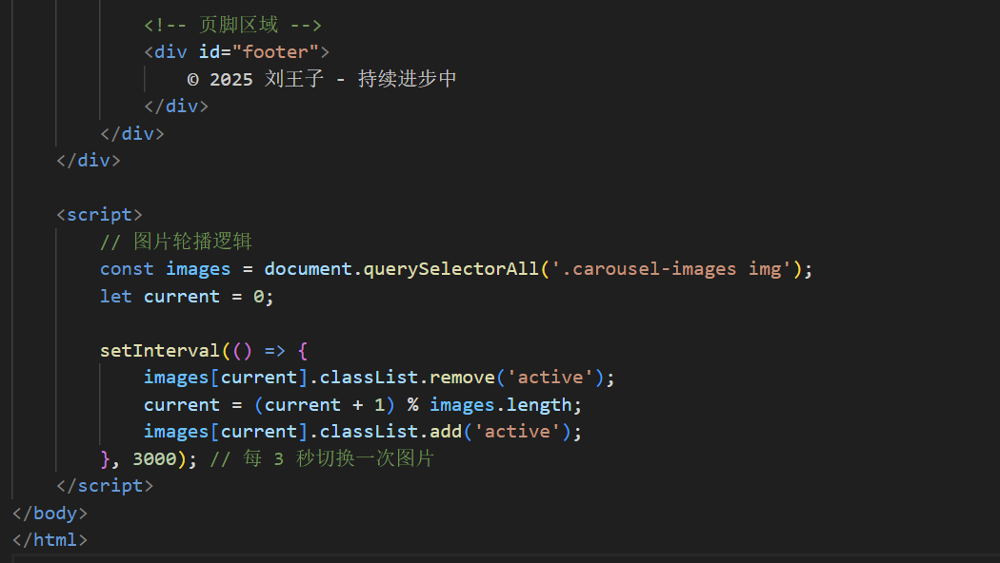 <!-- 页脚区域 -->
<div id="footer">
© 2025 刘王子 - 持续进步中
</div>
</div>
</div>
<script>
// 图片轮播逻辑
const images = document.querySelectorAll('.carousel-images img');
let current = 0;
setInterval(() => {
images[current].classList.remove('active');
current = (current + 1) % images.length;
images[current].classList.add('active');
}, 3000); // 每 3 秒切换一次图片
</script>
</body>
</html>